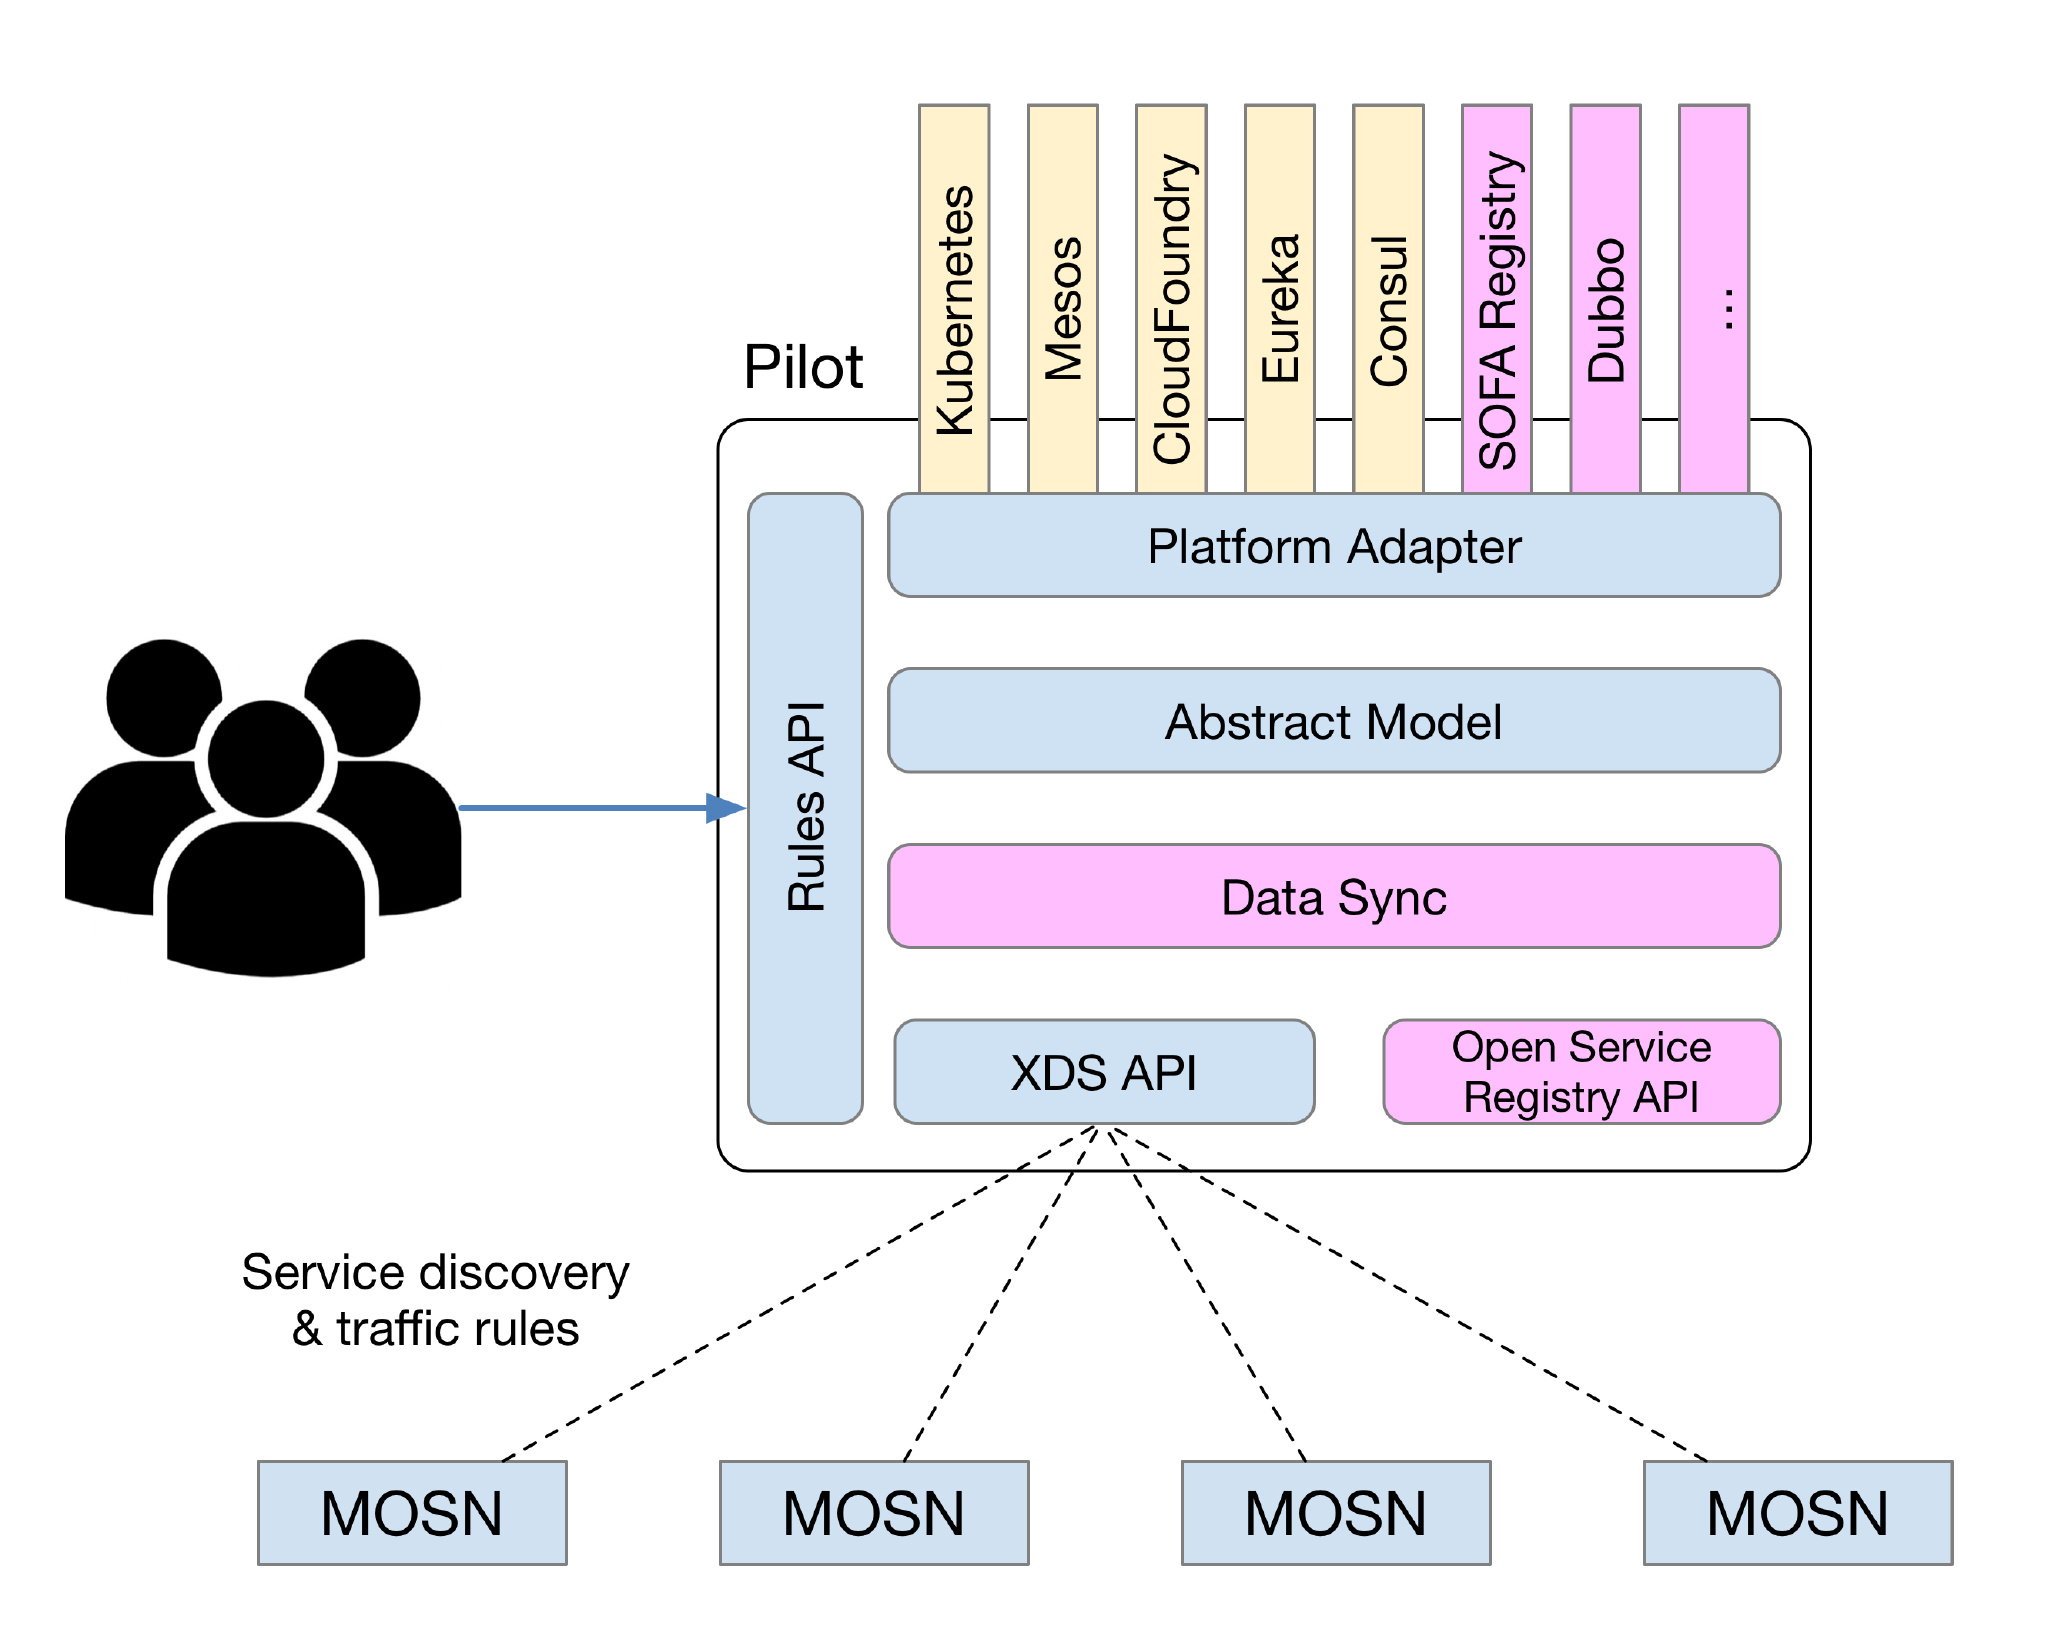 Kubernetes
Mesos
CloudFoundry
Eureka
Consul
SOFA Registry
Dubbo
...
Pilot
Rules API
Platform Adapter
Abstract Model
Data Sync
XDS API
Open Service
Registry API
Service discovery
& traffic rules
MOSN
MOSN
MOSN
MOSN